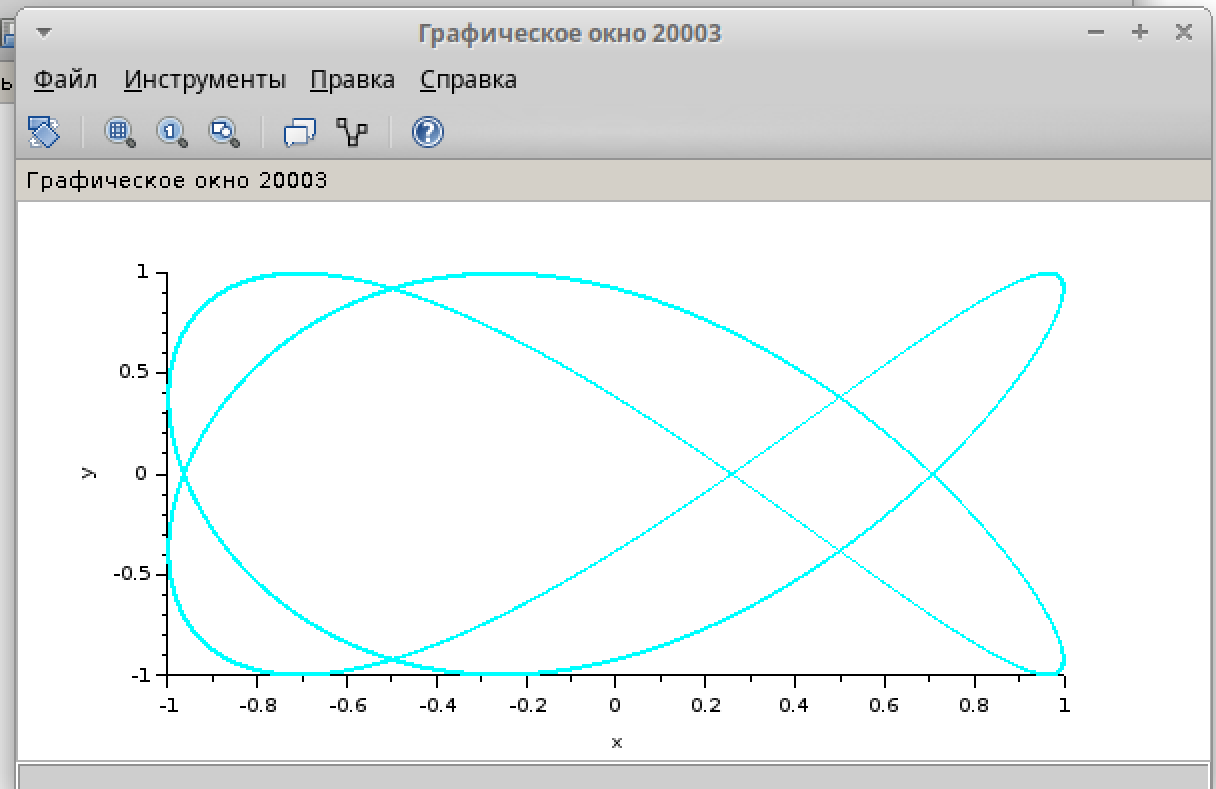 Графическое окно 20003
Файл Инструменты Правка Справка
ь
Графическое окно 20003
1
0.5
y
0
-0.5
-1
-1 -0.8 -0.6 -0.4 -0.2 0 0.2 0.4 0.6 0.8 1
x